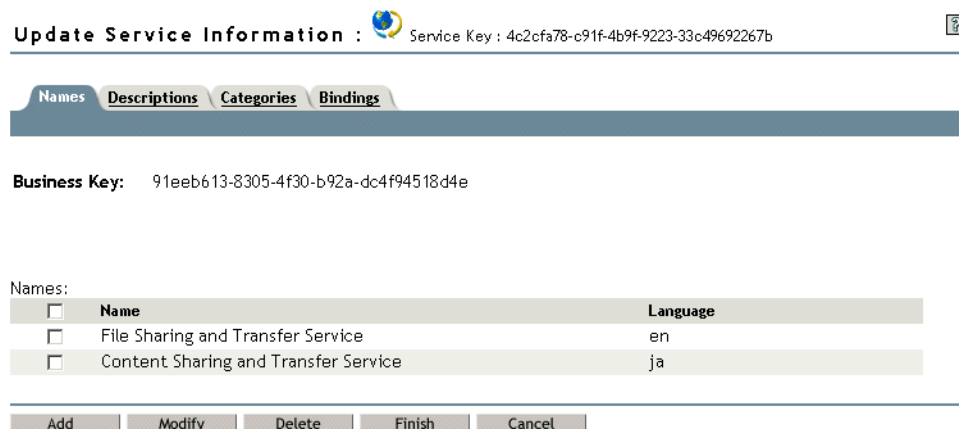 Update Service Information : Service Key : 4c2cfa78-c91f-4b9f-9223-33c49692267b
?
Names Descriptions Categories Bindings
Business Key: 91eeb613-8305-4f30-b92a-dc4f94518d4e
Names:
Name Language
File Sharing and Transfer Service en
Content Sharing and Transfer Service ja
Add Modify Delete Finish Cancel